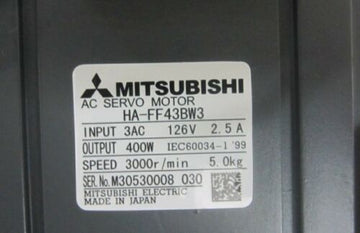 MITSUBISHI
AC SERVO MOTOR
HA-FF43BW3
INPUT 3AC 126V 2.5A
OUTPUT 400W IEC60034-1 '99
SPEED 3000r/min 5.0kg
SER.No.M30530008 030
MITSUBISHI ELECTRIC
MADE IN JAPAN